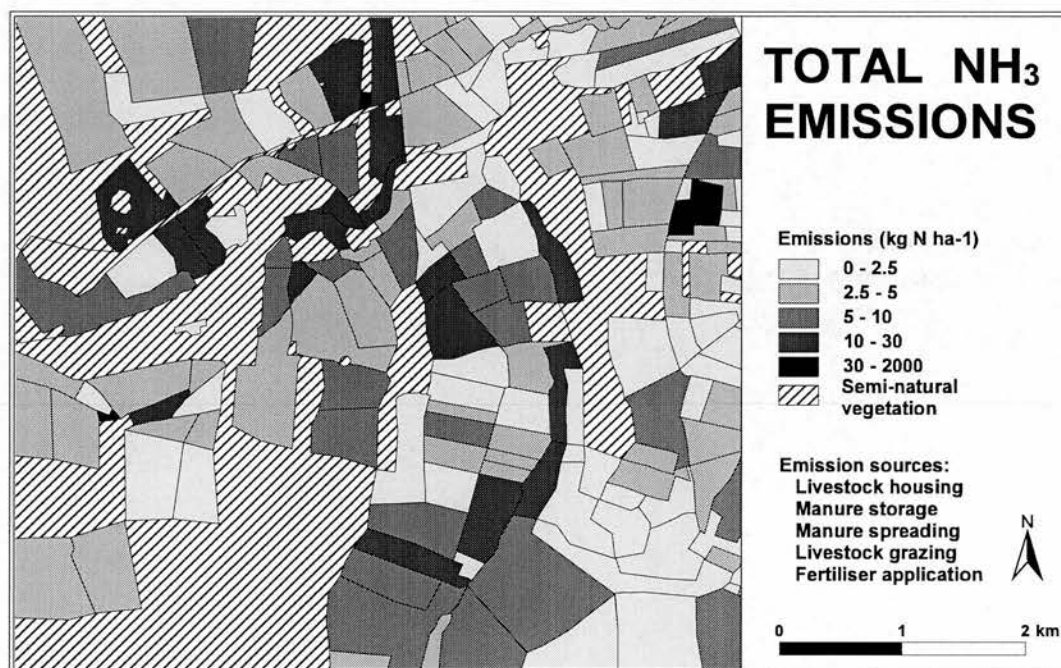 TOTAL NH3
EMISSIONS
Emissions (kg N ha-1)
0 - 2.5
2.5 - 5
5 - 10
10 - 30
30 - 2000
Semi-natural
vegetation
Emission sources:
Livestock housing
Manure storage
Manure spreading
Livestock grazing
Fertiliser application
N
0 1 2 km